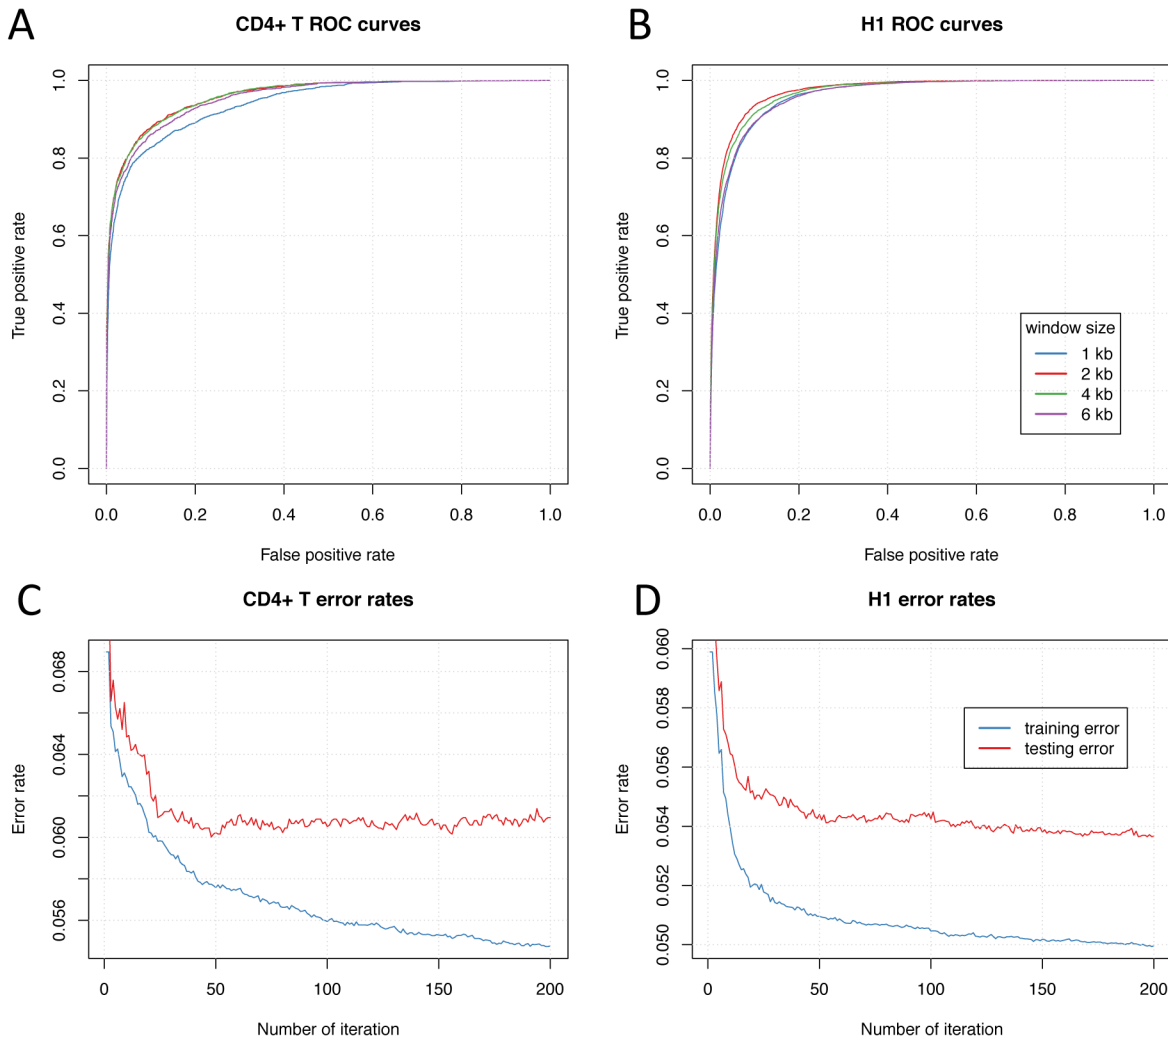 A
CD4+ T ROC curves
True positive rate
1.0
0.8
0.6
0.4
0.2
0.0
0.0 0.2 0.4 0.6 0.8 1.0
False positive rate
B
H1 ROC curves
True positive rate
1.0
0.8
0.6
0.4
0.2
0.0
window size
1 kb
2 kb
4 kb
6 kb
0.0 0.2 0.4 0.6 0.8 1.0
False positive rate
C
CD4+ T error rates
Error rate
0.068
0.064
0.060
0.056
0 50 100 150 200
Number of iteration
D
H1 error rates
Error rate
0.060
0.058
0.056
0.054
0.052
0.050
training error
testing error
0 50 100 150 200
Number of iteration